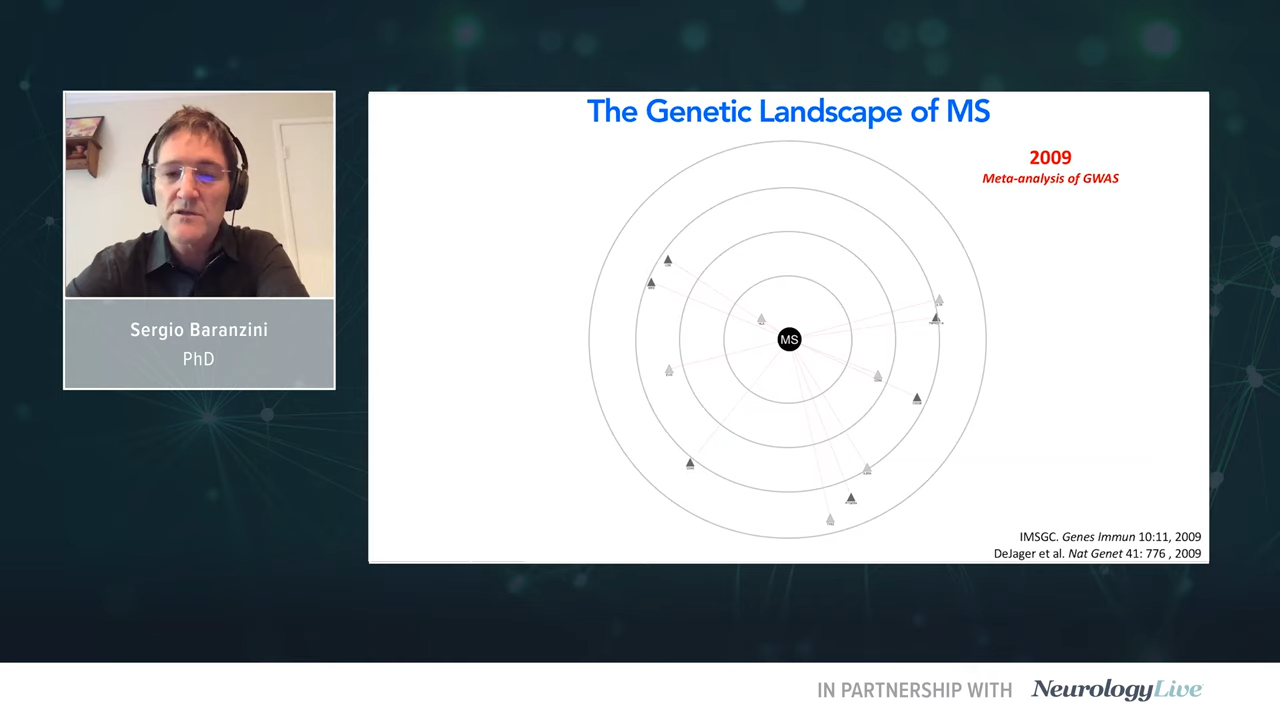 The Genetic Landscape of MS
2009
Meta-analysis of GWAS
MS
Sergio Baranzini
PhD
IMSGC. Genes Immun 10:11, 2009
DeJager et al. Nat Genet 41: 776 , 2009
IN PARTNERSHIP WITH NeurologyLive